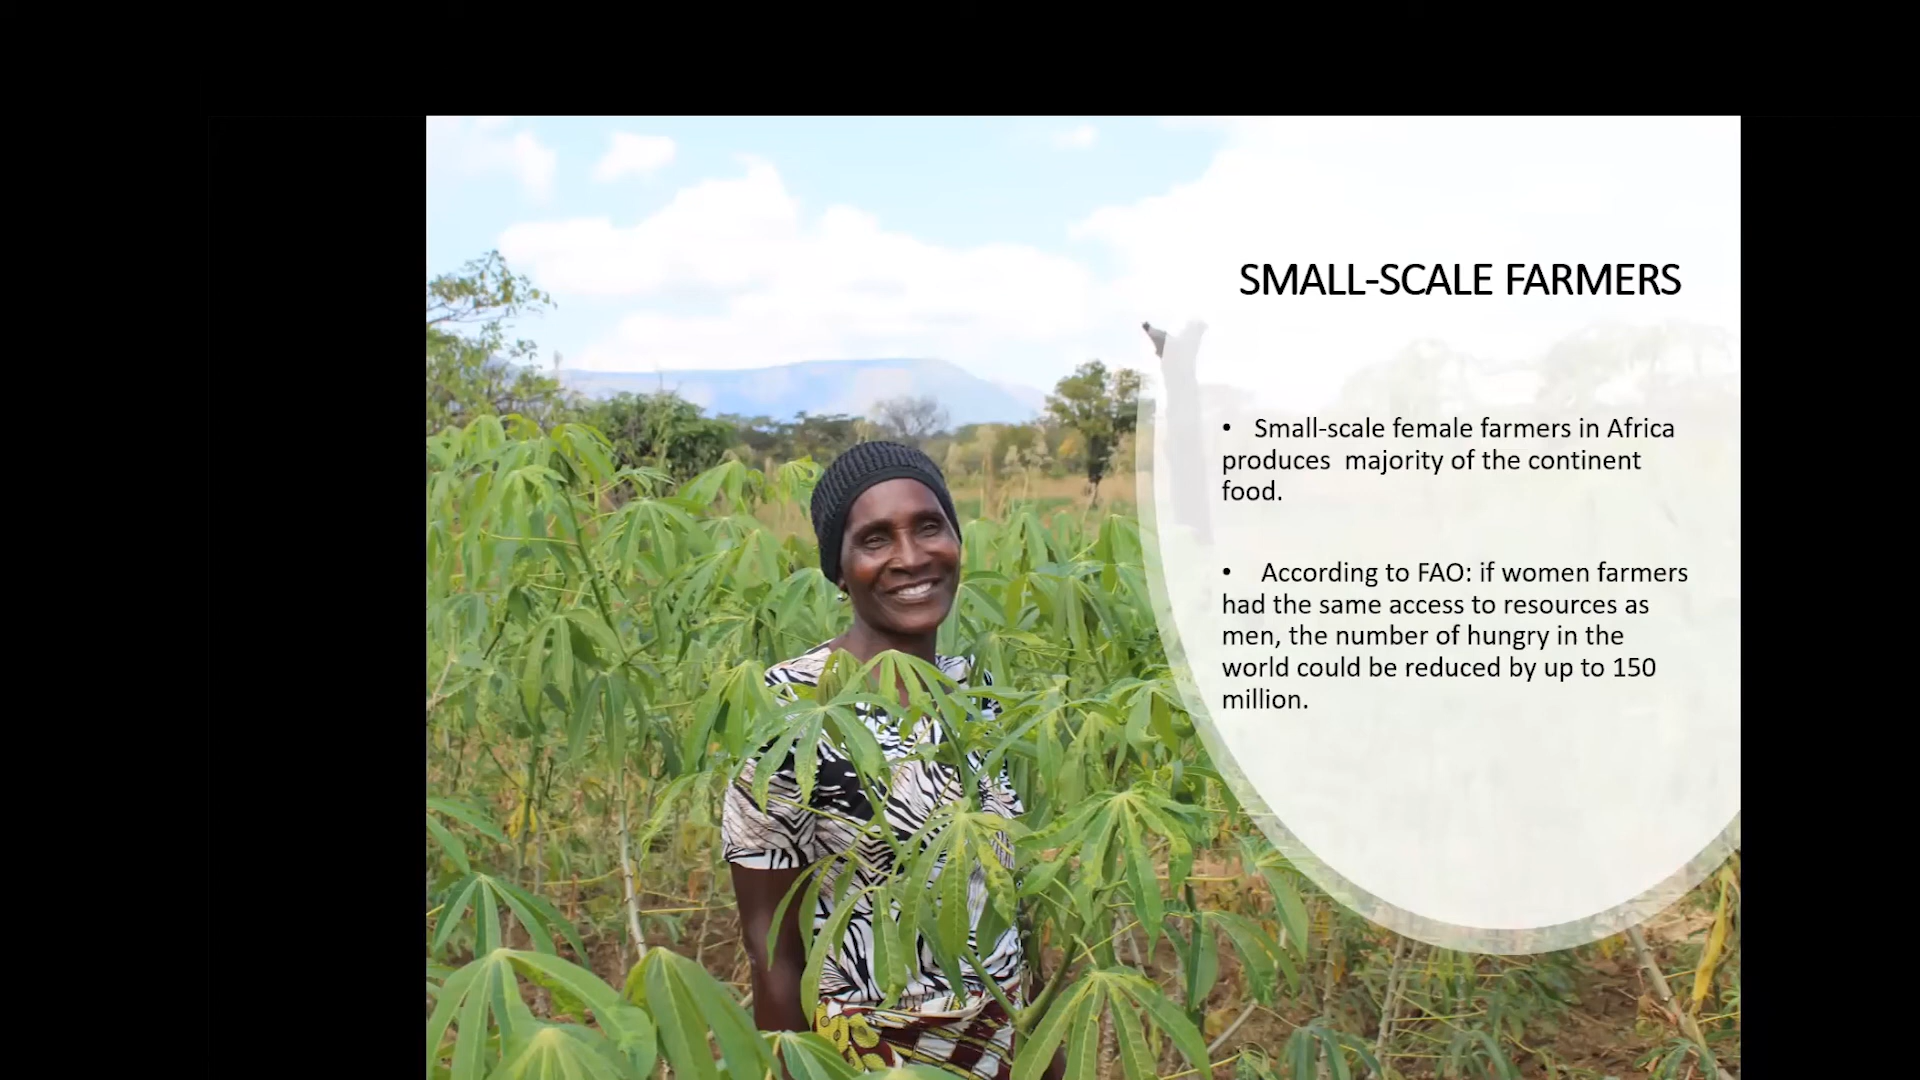 SMALL-SCALE FARMERS
• Small-scale female farmers in Africa
produces majority of the continent
food.
• According to FAO: if women farmers
had the same access to resources as
men, the number of hungry in the
world could be reduced by up to 150
million.